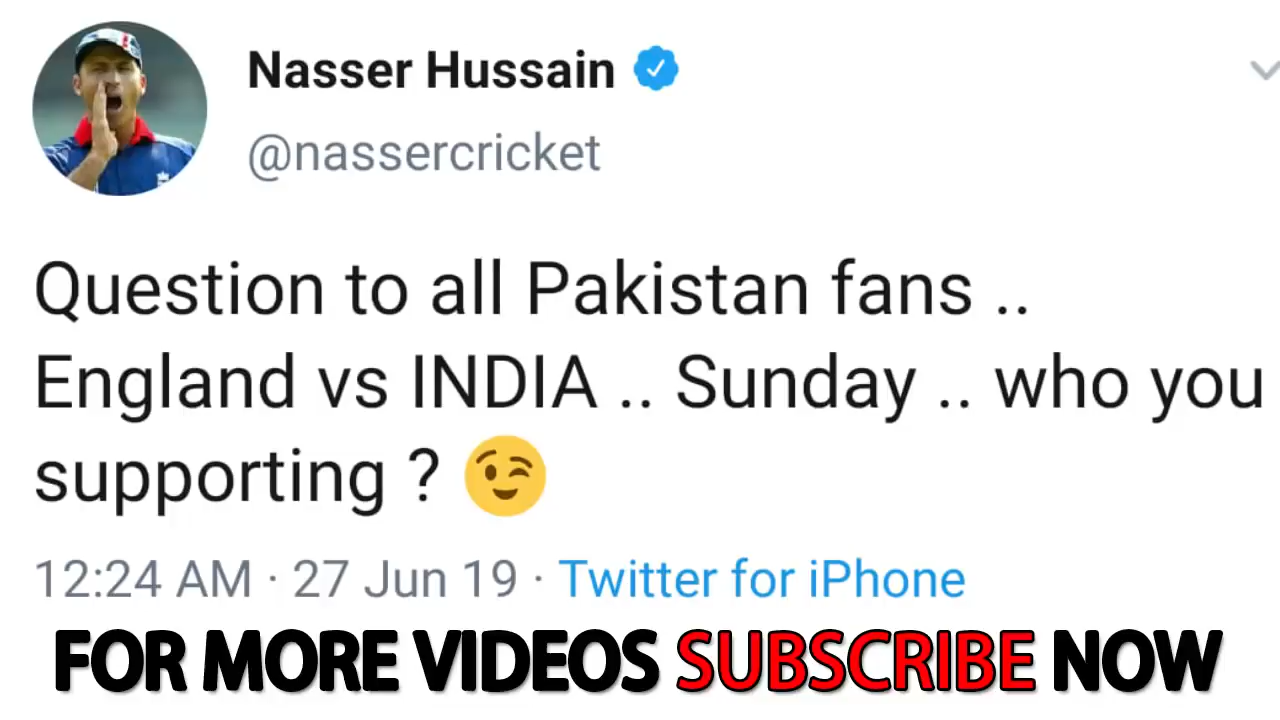 Nasser Hussain
@nassercricket
Question to all Pakistan fans ..
England vs INDIA .. Sunday .. who you
supporting ? 😉
12:24 AM · 27 Jun 19 · Twitter for iPhone
FOR MORE VIDEOS SUBSCRIBE NOW